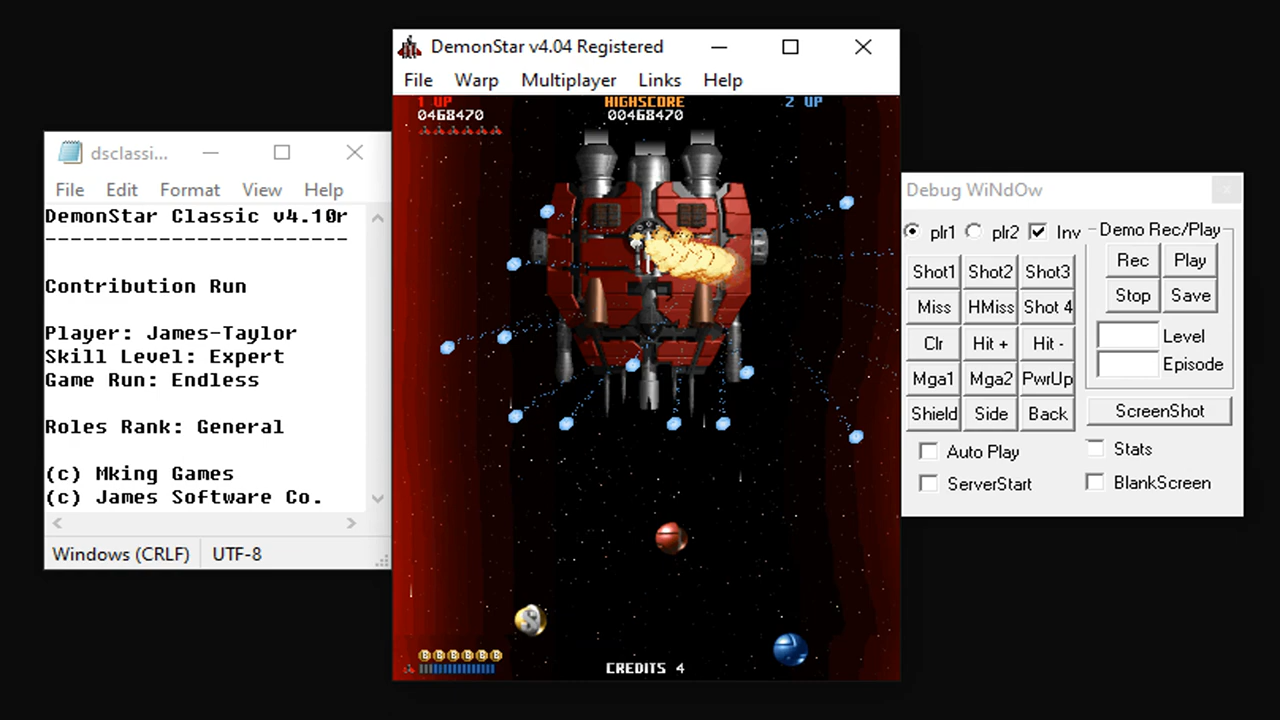 dsclassi...
File Edit Format View Help
DemonStar Classic v4.10r
------------------------
Contribution Run
Player: James-Taylor
Skill Level: Expert
Game Run: Endless
Roles Rank: General
(c) Mking Games
(c) James Software Co.
Windows (CRLF) UTF-8
DemonStar v4.04 Registered
File Warp Multiplayer Links Help
1 UP HIGHSCORE 2 UP
0468470 00468470
S
B B B B B B
CREDITS 4
Debug WiNdOw
plr1 plr2 Inv
Shot1 Shot2 Shot3
Miss HMiss Shot 4
Clr Hit + Hit -
Mga1 Mga2 PwrUp
Shield Side Back
Auto Play
ServerStart
Demo Rec/Play
Rec Play
Stop Save
Level
Episode
ScreenShot
Stats
BlankScreen